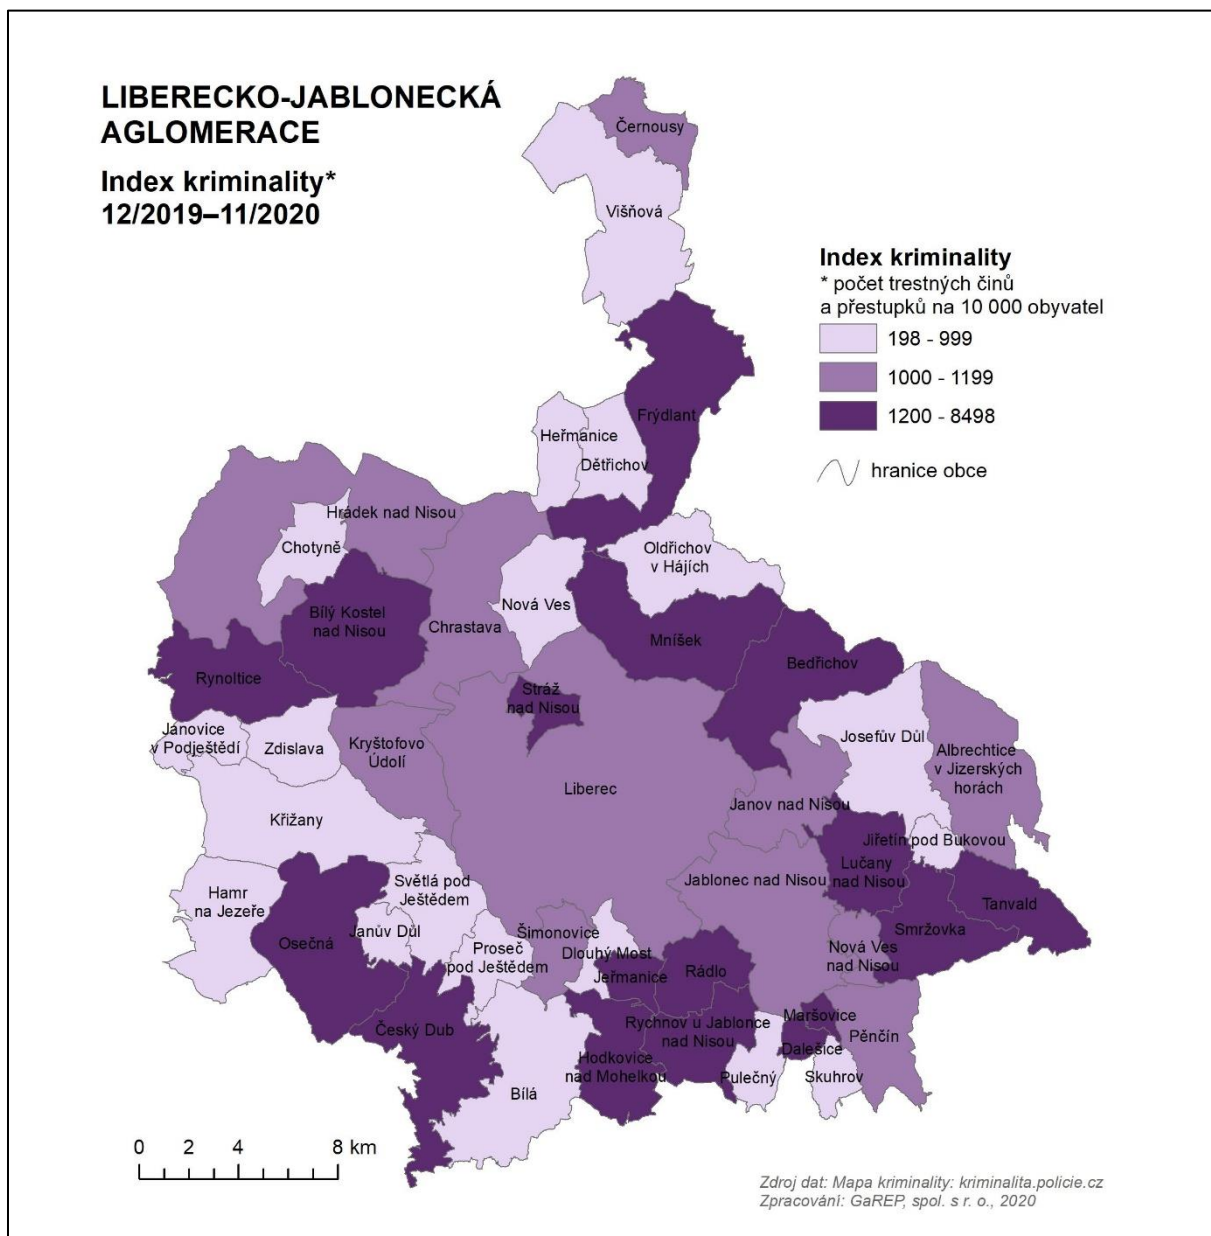 LIBERECKO-JABLONECKÁ
AGLOMERACE
Index kriminality*
12/2019–11/2020
Černousy
Višňová
Index kriminality
* počet trestných činů
a přestupků na 10 000 obyvatel
198 - 999
1000 - 1199
1200 - 8498
hranice obce
Frýdlant
Heřmanice
Dětřichov
Hrádek nad Nisou
Chotyně
Oldřichov
v Hájích
Nová Ves
Bílý Kostel
nad Nisou
Chrastava
Mníšek
Bedřichov
Rynoltice
Stráž
nad Nisou
Jánovice
v Podještědí
Zdislava
Kryštofovo
Údolí
Josefův Důl
Albrechtice
v Jizerských
horách
Liberec
Janov nad Nisou
Křižany
Jiřetín pod Bukovou
Lučany
nad Nisou
Jablonec nad Nisou
Hamr
na Jezeře
Světlá pod
Ještědem
Tanvald
Smržovka
Osečná
Janův Důl
Proseč
pod Ještědem
Šimonovice
Dlouhý Most
Jeřmanice
Rádlo
Nová Ves
nad Nisou
Český Dub
Rychnov u Jablonce
nad Nisou
Maršovice
Pěnčín
Dalešice
Hodkovice
nad Mohelkou
Pulečný
Skuhrov
Bílá
0 2 4 8 km
Zdroj dat: Mapa kriminality: kriminalita.policie.cz
Zpracování: GaREP, spol. s r. o., 2020